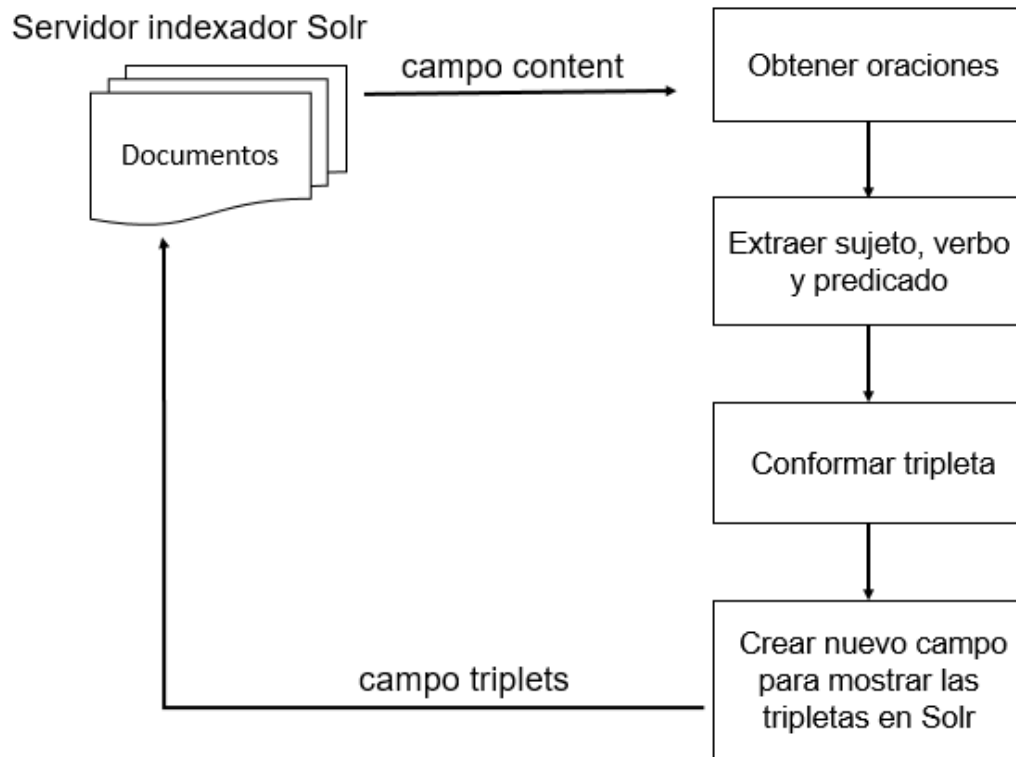 Servidor indexador Solr
Documentos
campo content
Obtener oraciones
Extraer sujeto, verbo
y predicado
Conformar tripleta
Crear nuevo campo
para mostrar las
tripletas en Solr
campo triplets